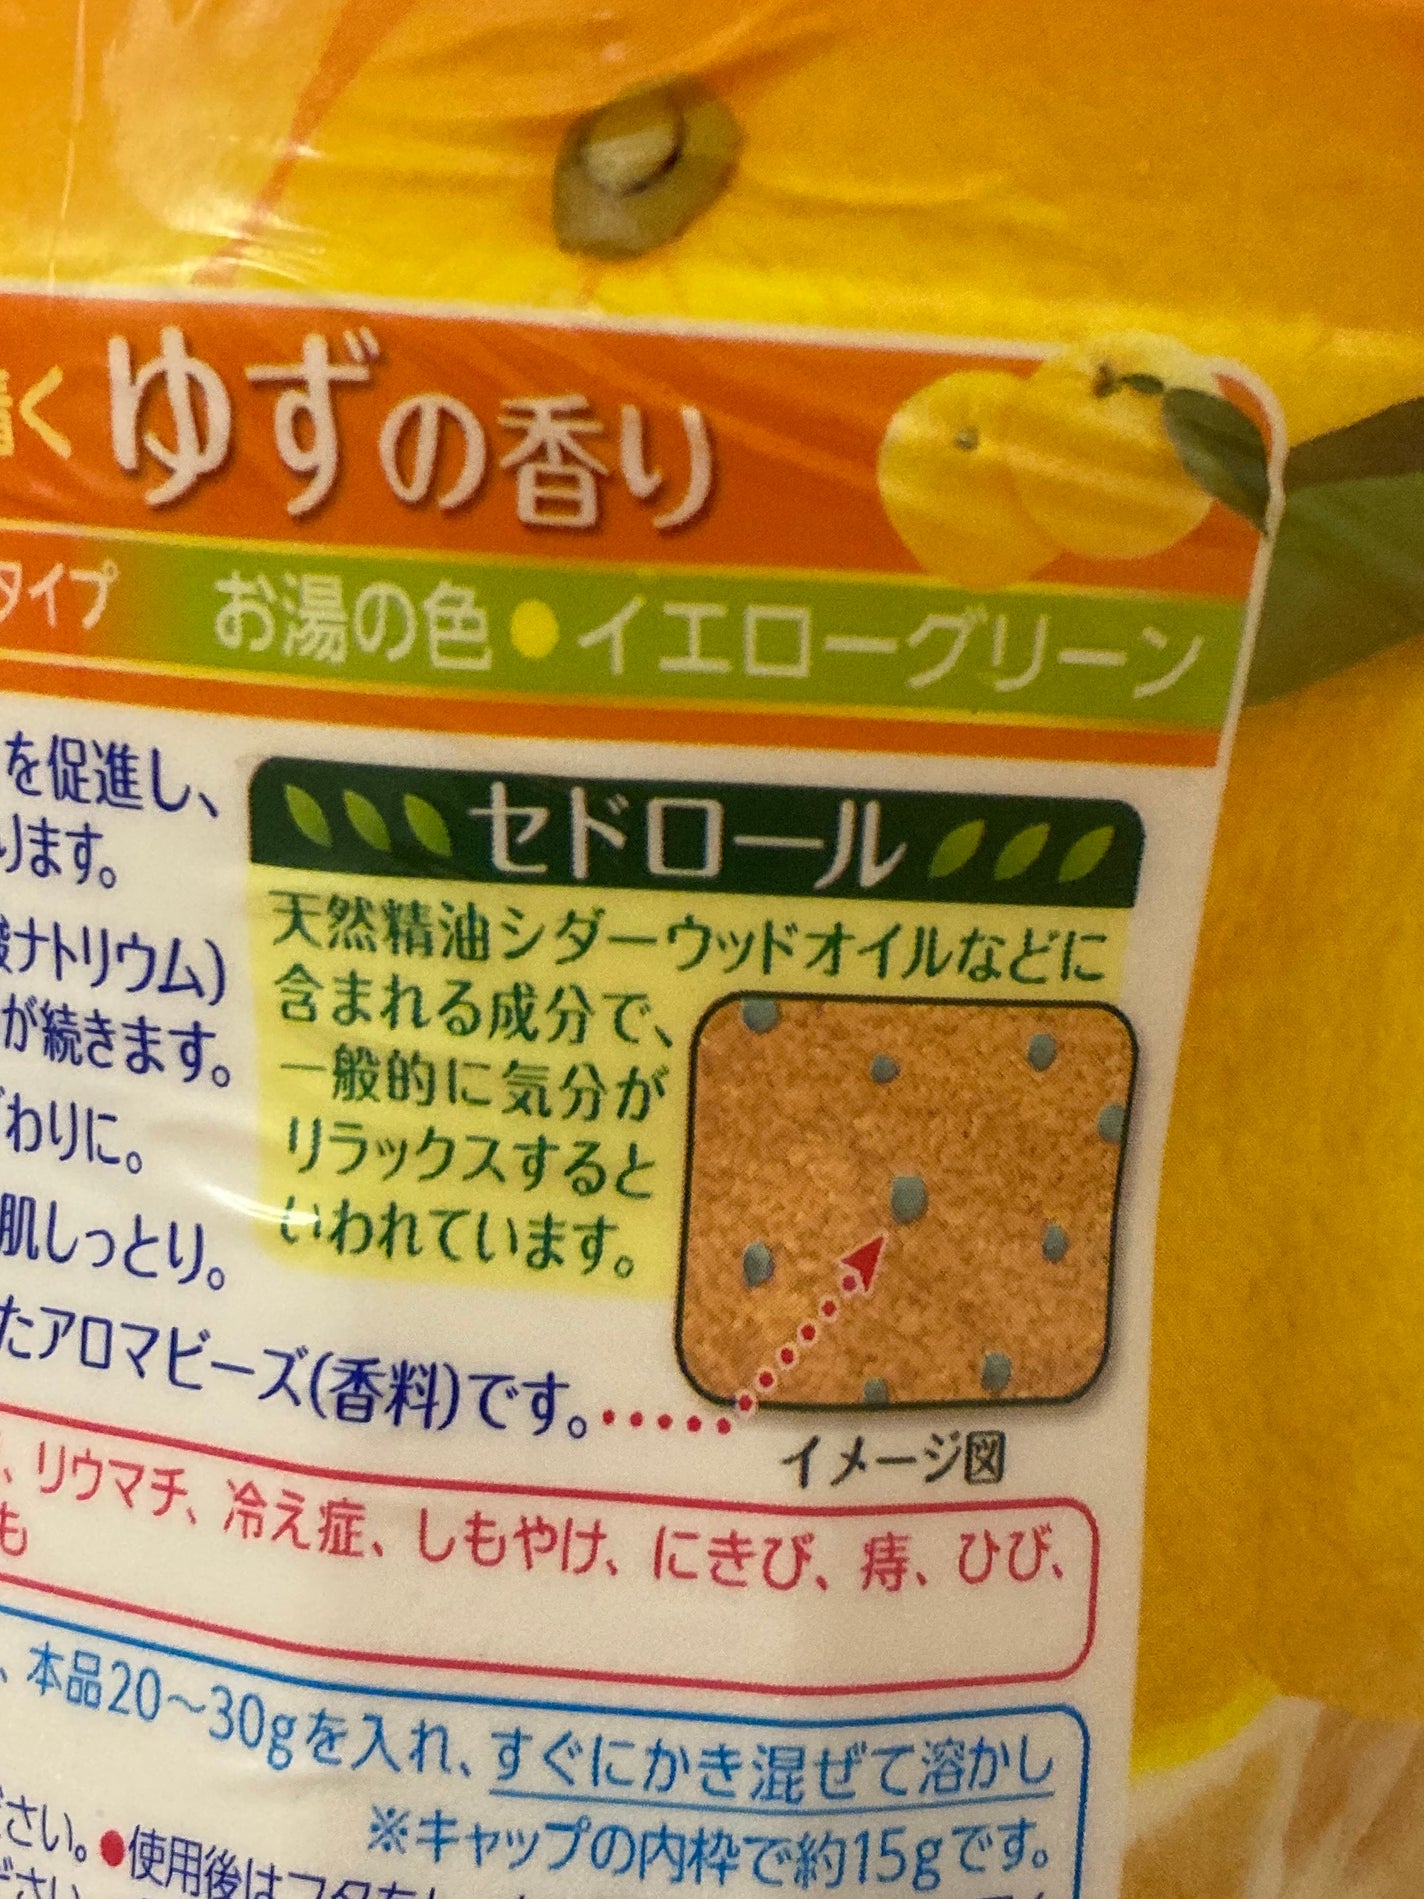 く ゆずの香り
タイプ お湯の色●イエローグリーン
を促進し、
ります。
ナトリウム)
が続きます。
わりに。
肌しっとり。
セドロール
天然精油シダーウッドオイルなどに
含まれる成分で、
一般的に気分が
リラックスすると
いわれています。
たアロマビーズ(香料)です。
イメージ図
、リウマチ、冷え症、しもやけ、にきび、痔、ひび、
も
、本品20〜30gを入れ、すぐにかき混ぜて溶かし
※キャップの内枠で約15gです。
ださい。●使用後はフタを
ださい